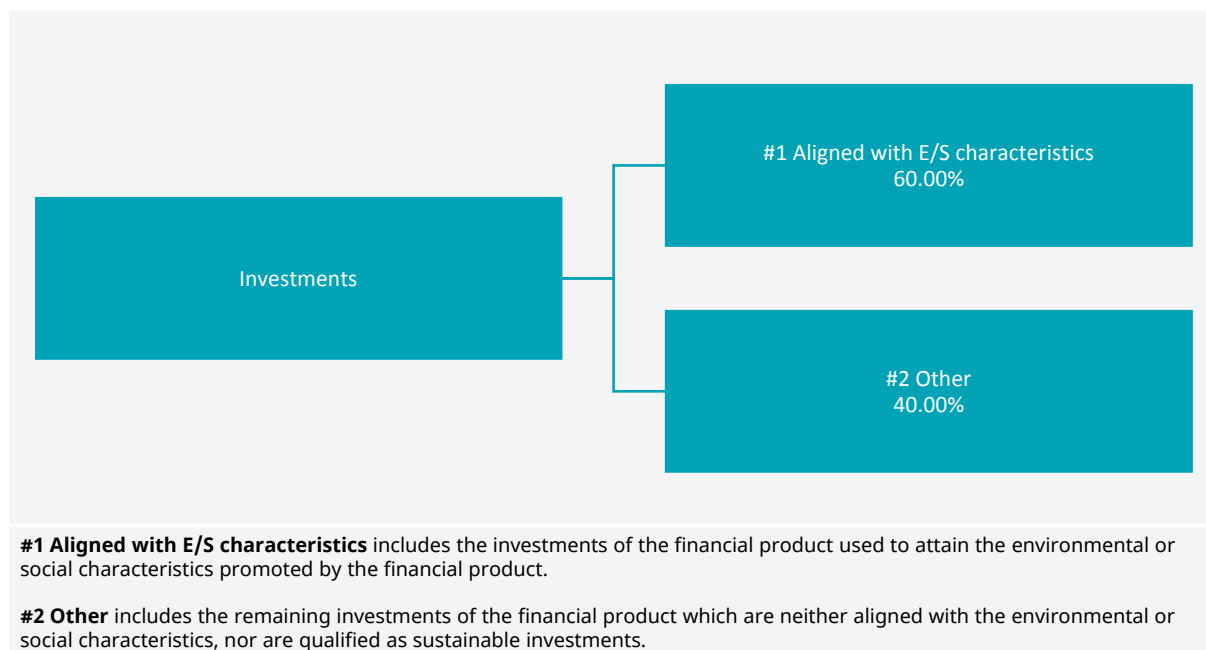 #1 Aligned with E/S characteristics
60.00%
Investments
#2 Other
40.00%
#1 Aligned with E/S characteristics includes the investments of the financial product used to attain the environmental or
social characteristics promoted by the financial product.
#2 Other includes the remaining investments of the financial product which are neither aligned with the environmental or
social characteristics, nor are qualified as sustainable investments.